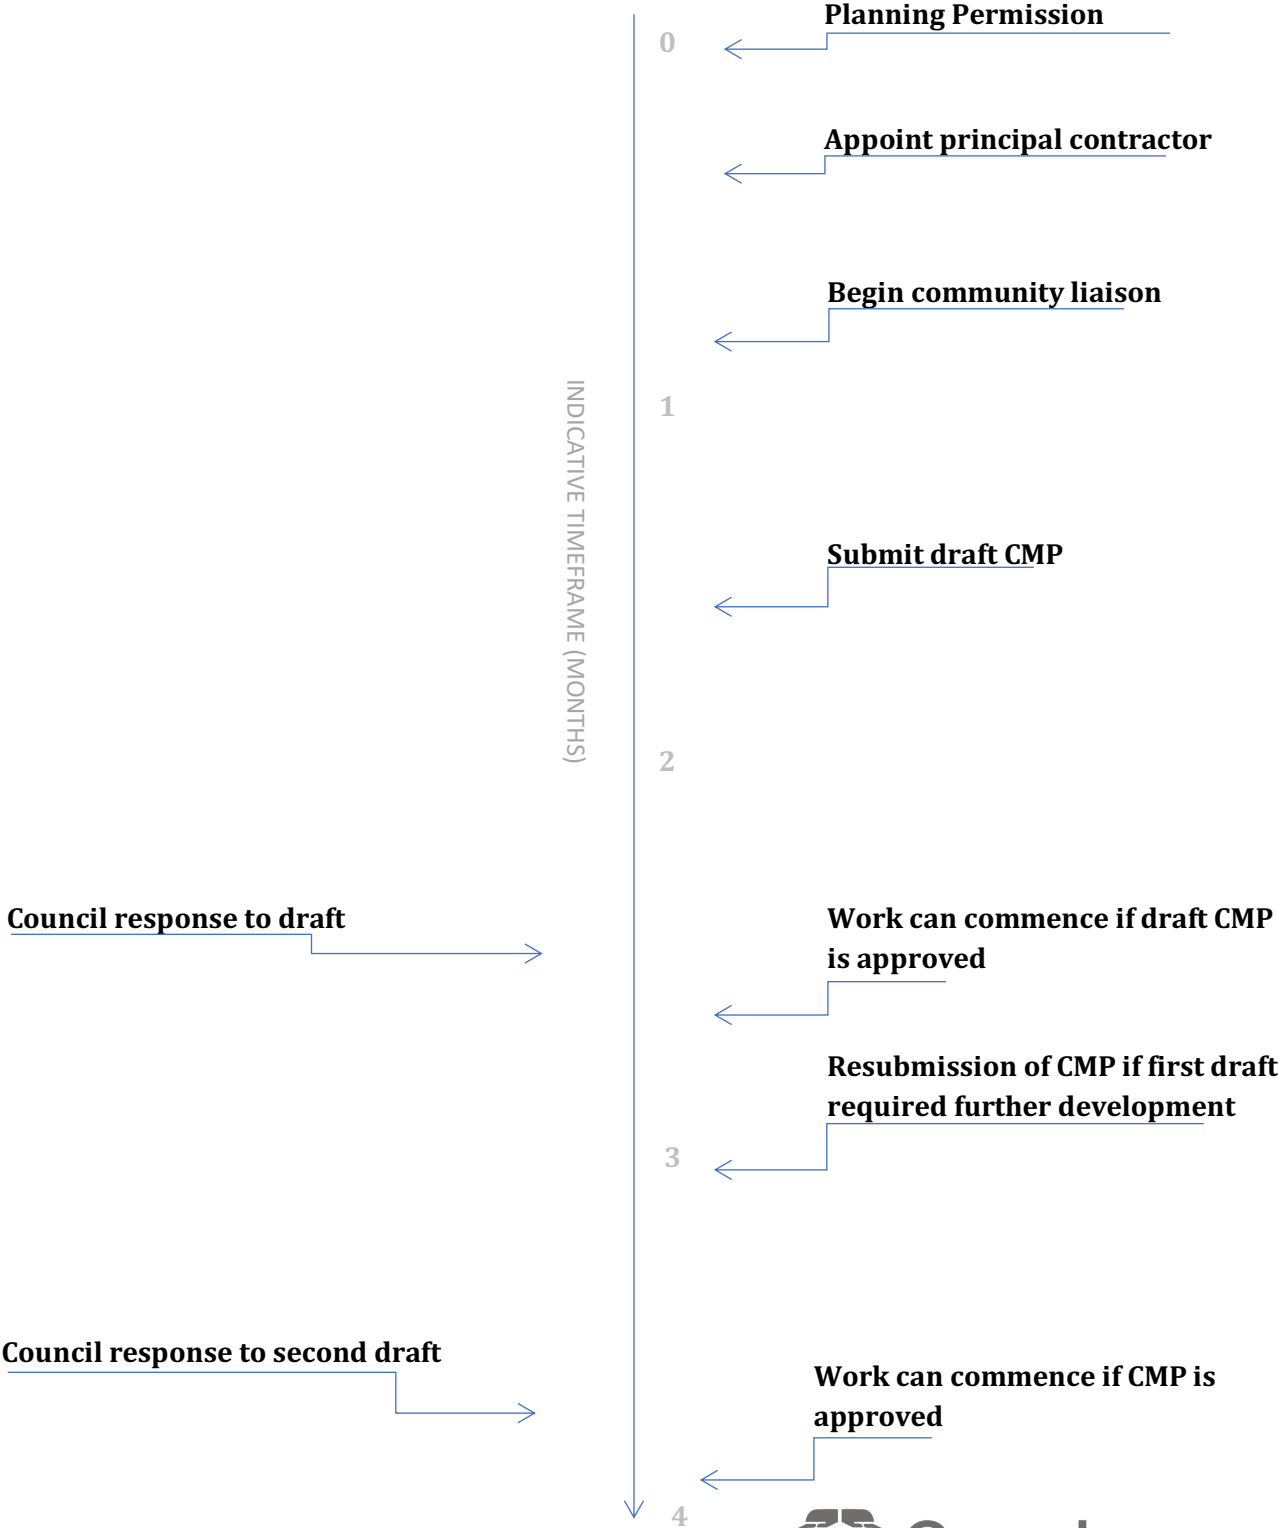 Planning Permission
0
Appoint principal contractor
Begin community liaison
1
INDICATIVE TIMEFRAME (MONTHS)
Submit draft CMP
2
Council response to draft
Work can commence if draft CMP
is approved
Resubmission of CMP if first draft
required further development
3
Council response to second draft
Work can commence if CMP is
approved
4